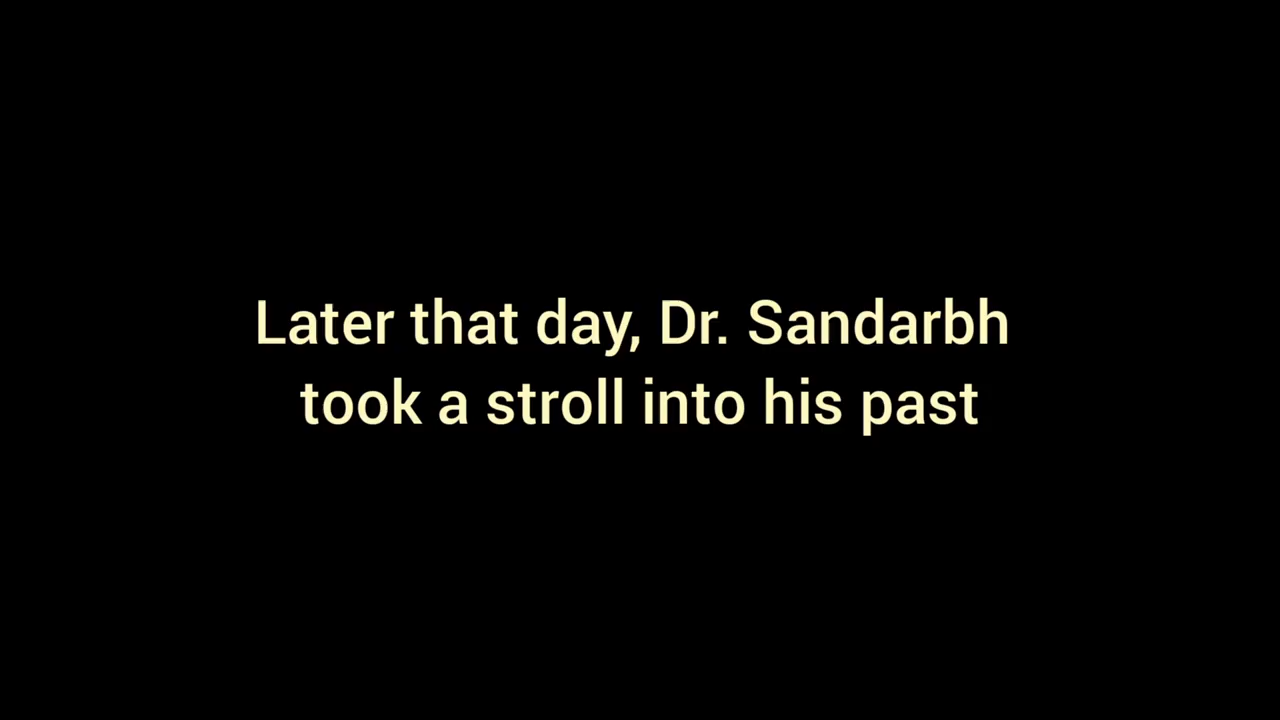 Later that day, Dr. Sandarbh
took a stroll into his past